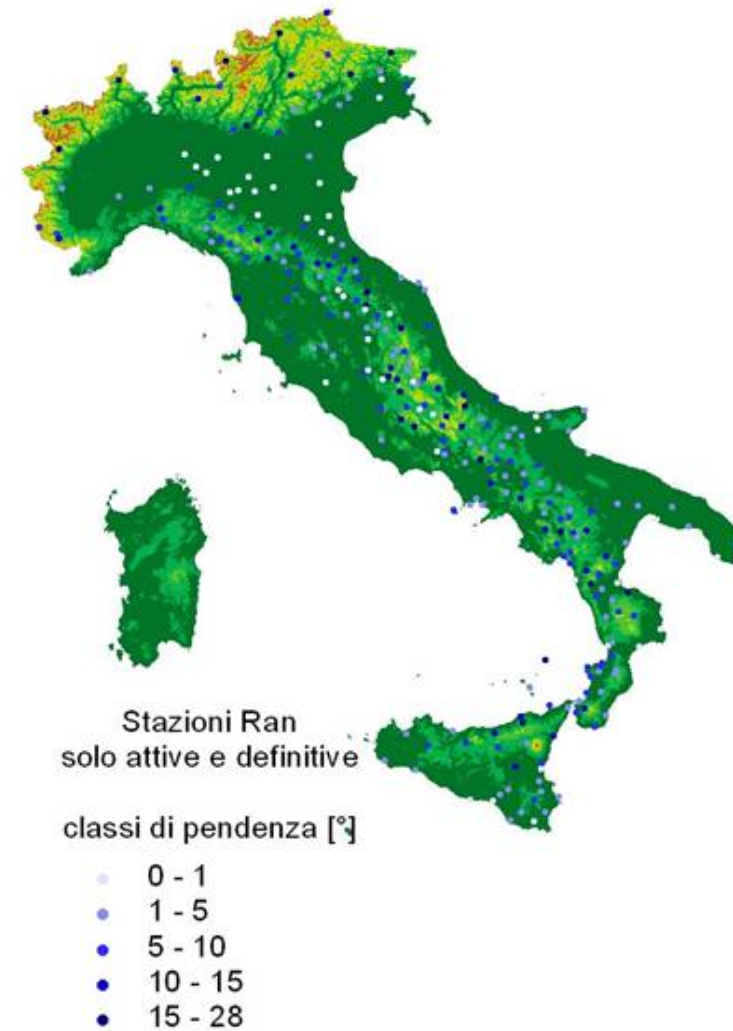 Stazioni Ran
solo attive e definitive
classi di pendenza [°]
0 - 1
1 - 5
5 - 10
10 - 15
15 - 28